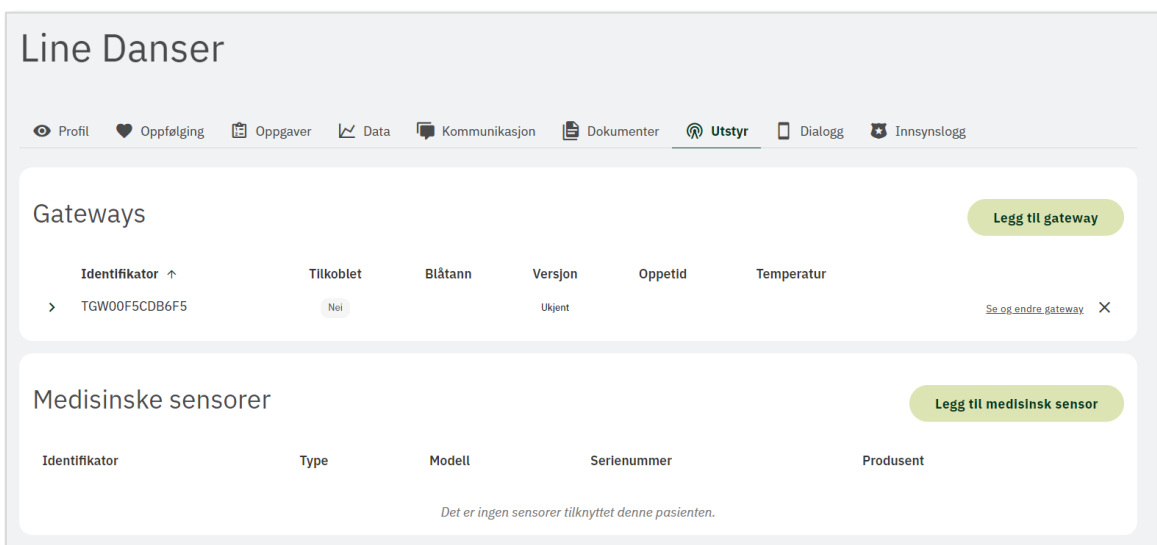 Line Danser
Profil Oppfølging Oppgaver Data Kommunikasjon Dokumenter Utstyr Dialogg Innsynslogg
Gateways
Legg til gateway
Identifikator ↑ Tilkoblet Blåtann Versjon Oppetid Temperatur
TGW00F5CDB6F5 Nei Ukjent Se og endre gateway
Medisinske sensorer
Legg til medisinsk sensor
Identifikator Type Modell Serienummer Produsent
Det er ingen sensorer tilknyttet denne pasienten.